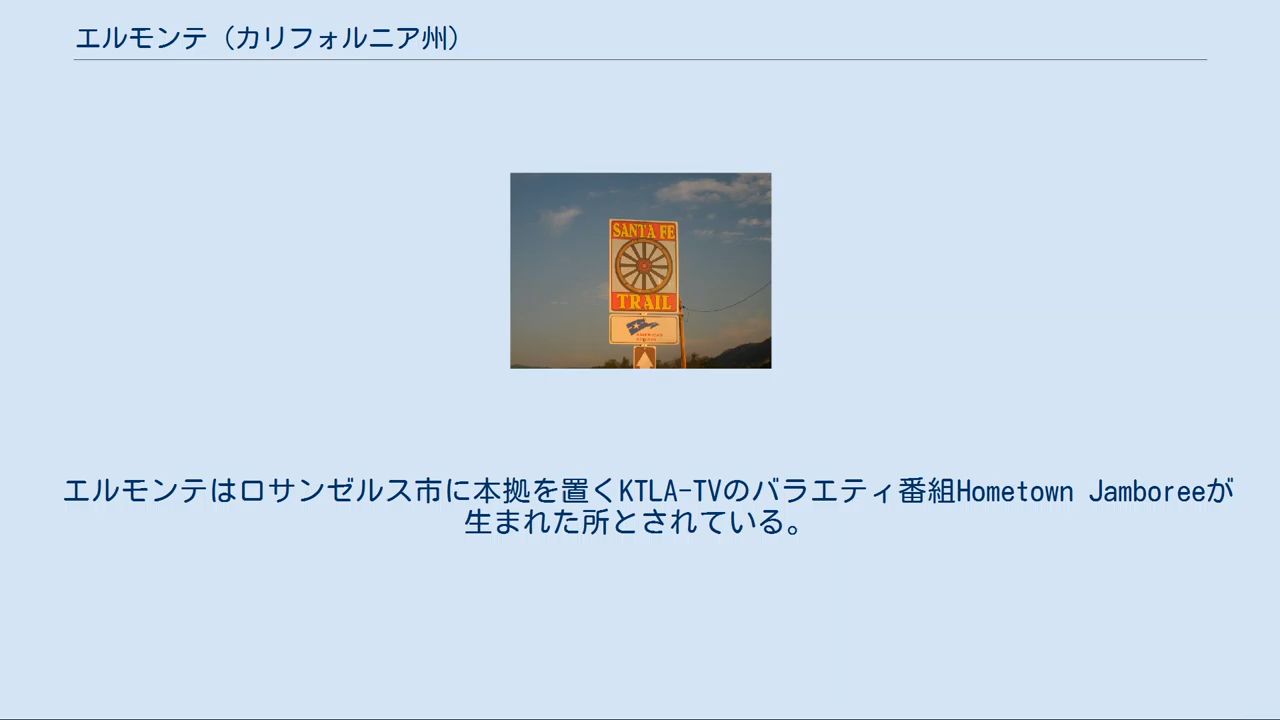 エルモンテ（カリフォルニア州）
SANTA FE
TRAIL
エルモンテはロサンゼルス市に本拠を置くKTLA-TVのバラエティ番組Hometown Jamboreeが
生まれた所とされている。